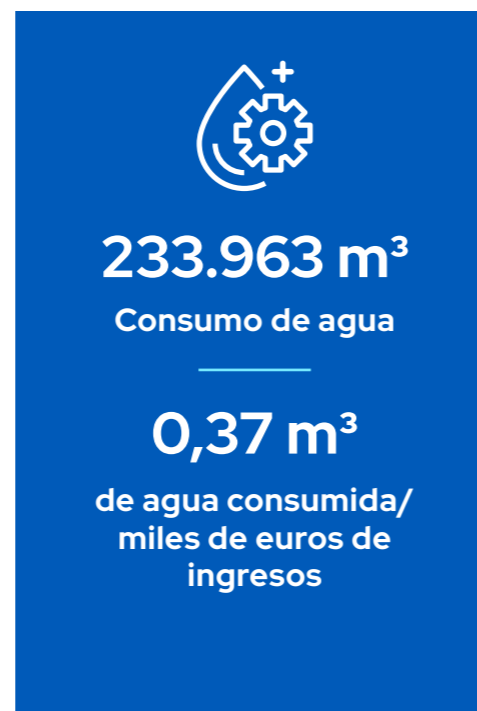 233.963 m³
Consumo de agua
0,37 m³
de agua consumida/
miles de euros de
ingresos